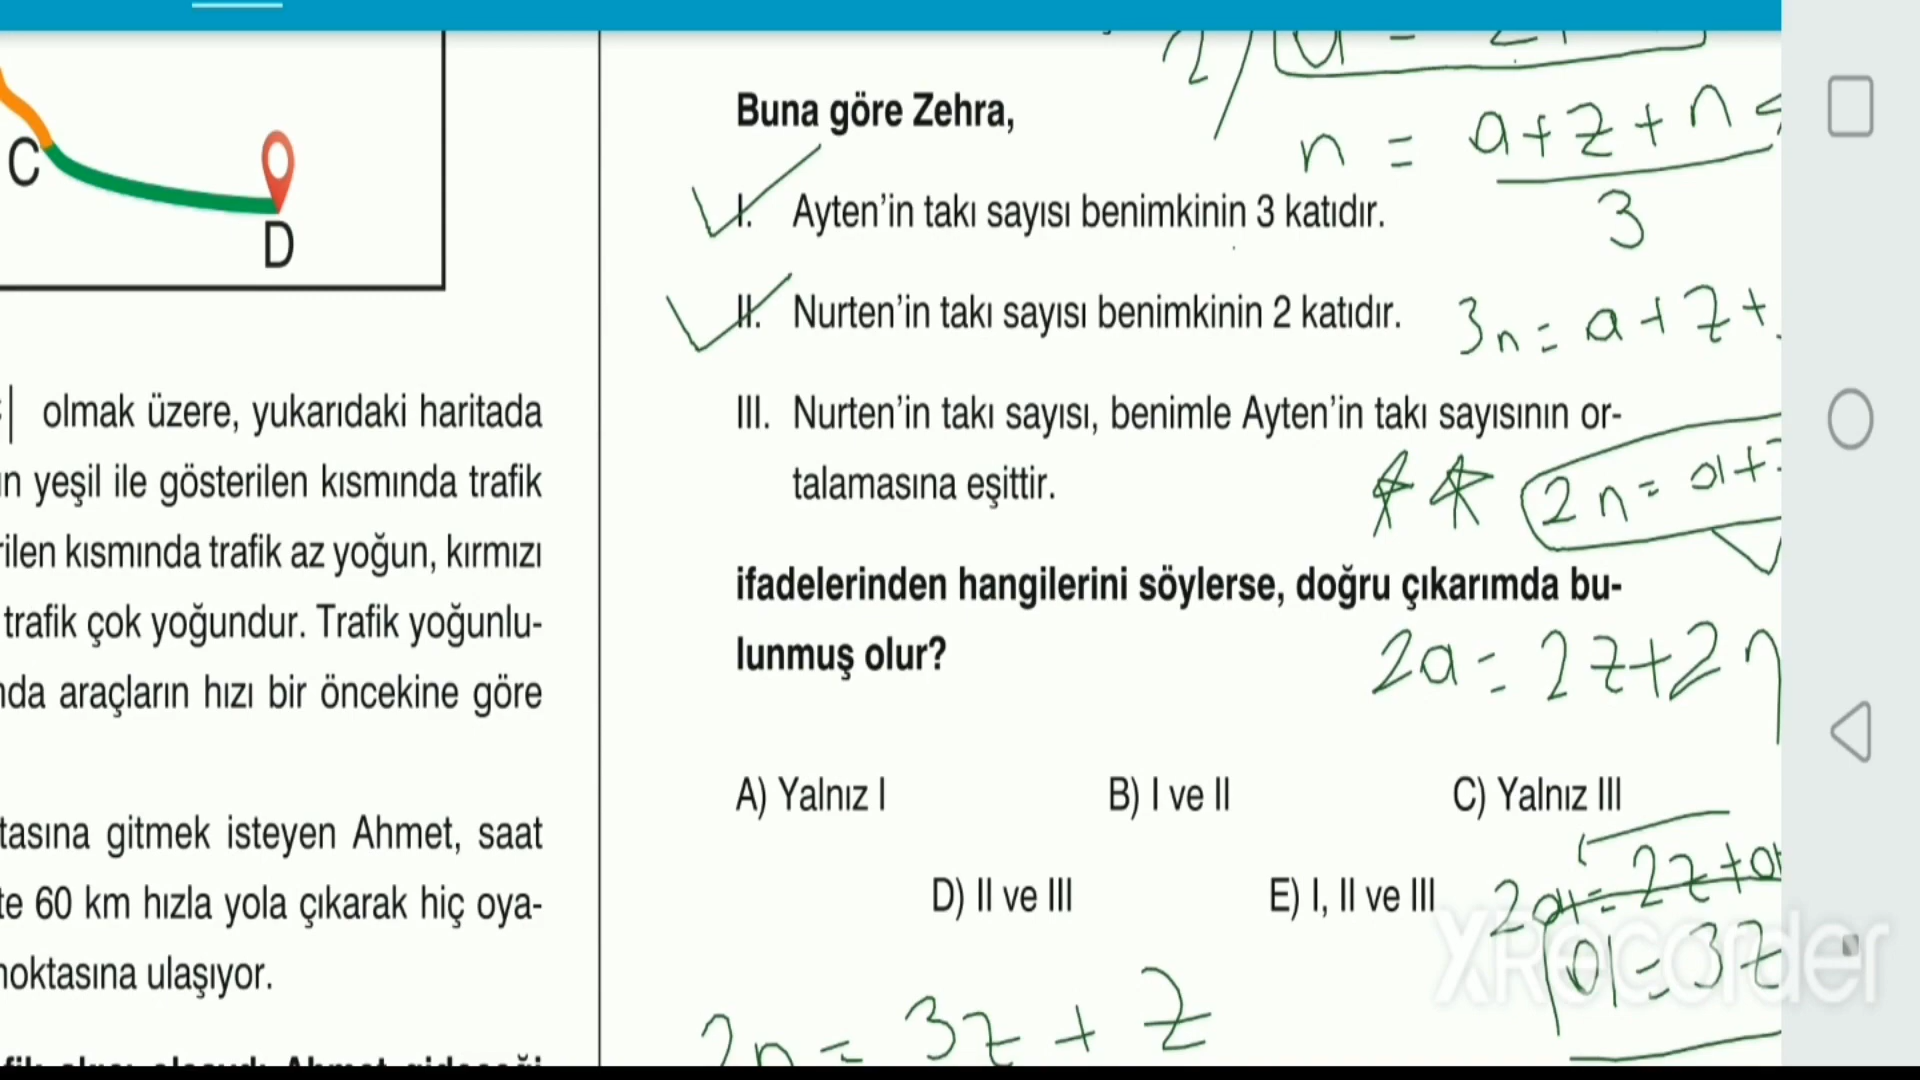 C
D
olmak üzere, yukarıdaki haritada
n yeşil ile gösterilen kısmında trafik
rilen kısmında trafik az yoğun, kırmızı
trafik çok yoğundur. Trafik yoğunlu-
nda araçların hızı bir öncekine göre
tasına gitmek isteyen Ahmet, saat
te 60 km hızla yola çıkarak hiç oya-
noktasına ulaşıyor.
Buna göre Zehra,
I. Ayten'in takı sayısı benimkinin 3 katıdır.
II. Nurten'in takı sayısı benimkinin 2 katıdır.
III. Nurten'in takı sayısı, benimle Ayten'in takı sayısının or-
talamasına eşittir.
ifadelerinden hangilerini söylerse, doğru çıkarımda bu-
lunmuş olur?
A) Yalnız I B) I ve II C) Yalnız III
D) II ve III E) I, II ve III
2)
n = a+z+n
3
3n = a+z+
2n = a+
2a = 2z+2n
2a = 2z+a
a = 3z
2n = 3z + z
XRecorder